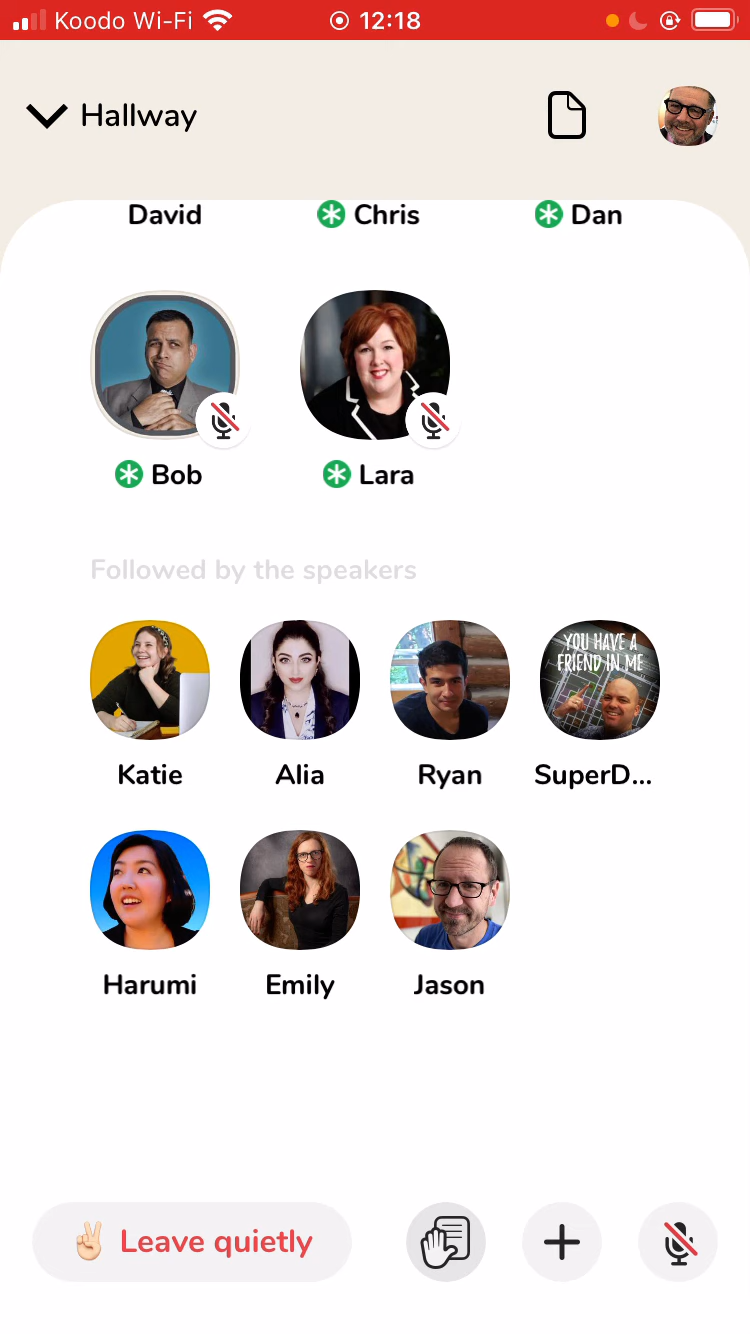 Koodo Wi-Fi 12:18
Hallway
David Chris Dan
Bob Lara
Followed by the speakers
YOU HAVE A
FRIEND IN ME
Katie Alia Ryan SuperD...
Harumi Emily Jason
Leave quietly